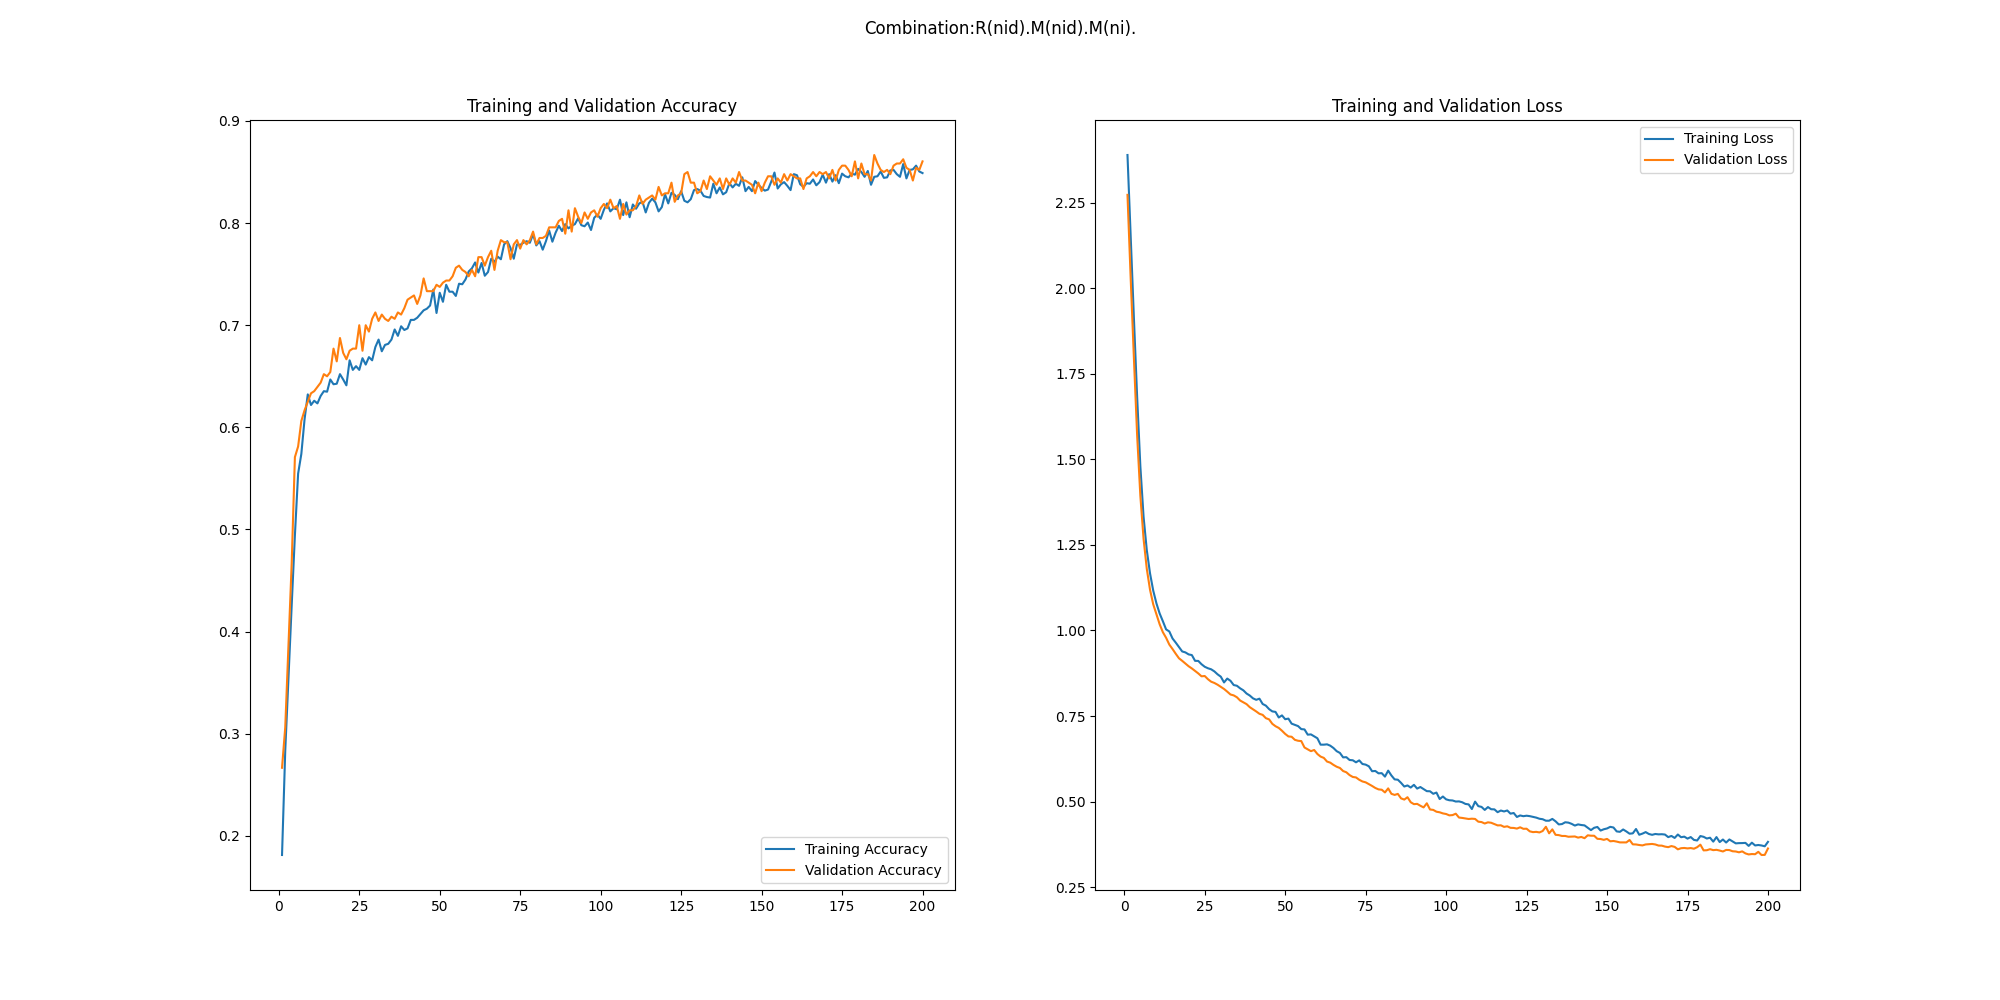 Combination:R(nid).M(nid).M(ni).
Training and Validation Accuracy
0.9
0.8
0.7
0.6
0.5
0.4
0.3
0.2
0 25 50 75 100 125 150 175 200
Training Accuracy
Validation Accuracy
Training and Validation Loss
2.25
2.00
1.75
1.50
1.25
1.00
0.75
0.50
0.25
0 25 50 75 100 125 150 175 200
Training Loss
Validation Loss